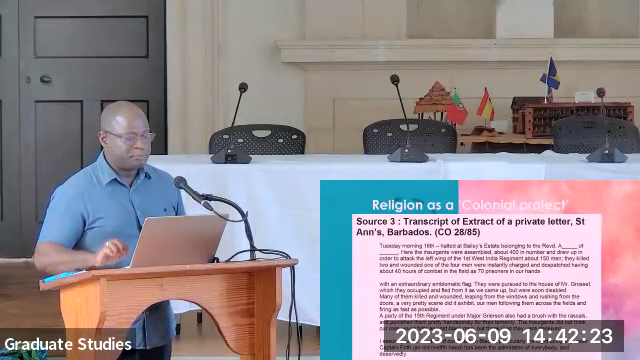 Religion as a 'Colonial project'
Source 3 : Transcript of Extract of a private letter, St
Ann's, Barbados. (CO 28/85)
Tuesday morning 16th – halted at Bailey's Estate belonging to the Revd. A_____ of
_____. Here the insurgents were assembled, about 400 in number and drew up in
order to attack the left wing of the 1st West India Regiment about 150 men; they killed
two and wounded one of the four men were instantly charged and despatched having
about 40 hours of combat in the field as 70 prisoners in our hands
with an extraordinary emblematic flag. They were pursued to the house of Mr. Grosset,
which they occupied and fled from it as we came up, but were soon disabled.
Many of them killed and wounded, leaping from the windows and rushing from the
doors, a very pretty scene did it exhibit, our men following them across the fields and
firing as fast as possible.
A party of the 15th Regiment under Major Grierson also had a brush with the rascals,
and
deservedly.
Graduate Studies
2023-06-09 14:42:23